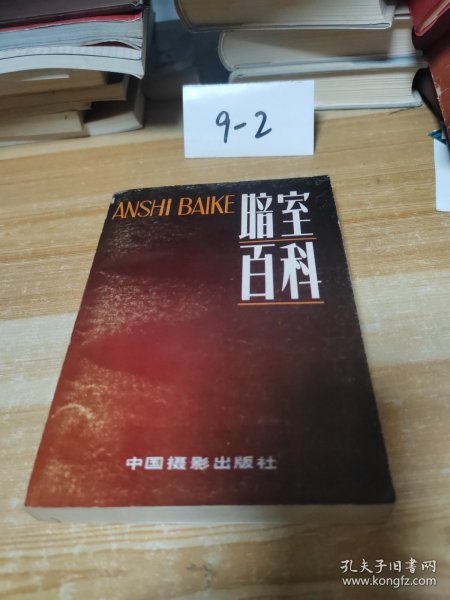 9-2
ANSHI BAIKE
暗室
百科
中国摄影出版社
孔夫子旧书网
www.kongfz.com